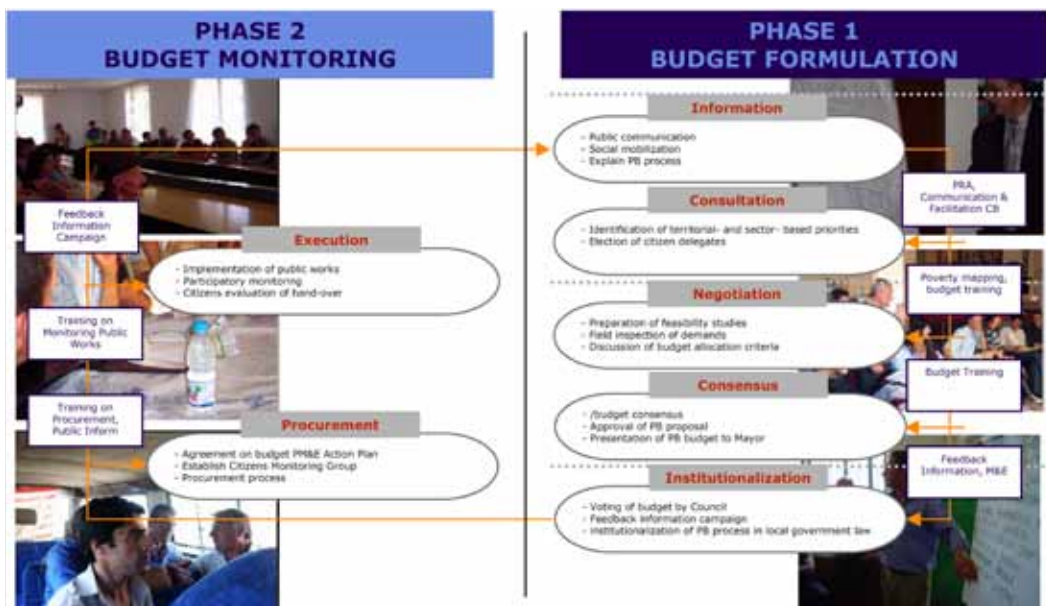 PHASE 2
BUDGET MONITORING
Feedback
Information
Campaign
Execution
- Implementation of public works
- Participatory monitoring
- Citizens evaluation of hand-over
Training on
Monitoring Public
Works
Training on
Procurement,
Public Inform
Procurement
- Agreement on budget PM&E Action Plan
- Establish Citizens Monitoring Group
- Procurement process
PHASE 1
BUDGET FORMULATION
Information
- Public communication
- Social mobilization
- Explain PB process
PRA,
Communication &
Facilitation CB
Consultation
- Identification of territorial- and sector- based priorities
- Election of citizen delegates
Poverty mapping,
budget training
Negotiation
- Preparation of feasibility studies
- Field inspection of demands
- Discussion of budget allocation criteria
Budget Training
Consensus
- /budget consensus
- Approval of PB proposal
- Presentation of PB budget to Mayor
Feedback
Information, M&E
Institutionalization
- Voting of budget by Council
- Feedback information campaign
- Institutionalization of PB process in local government law